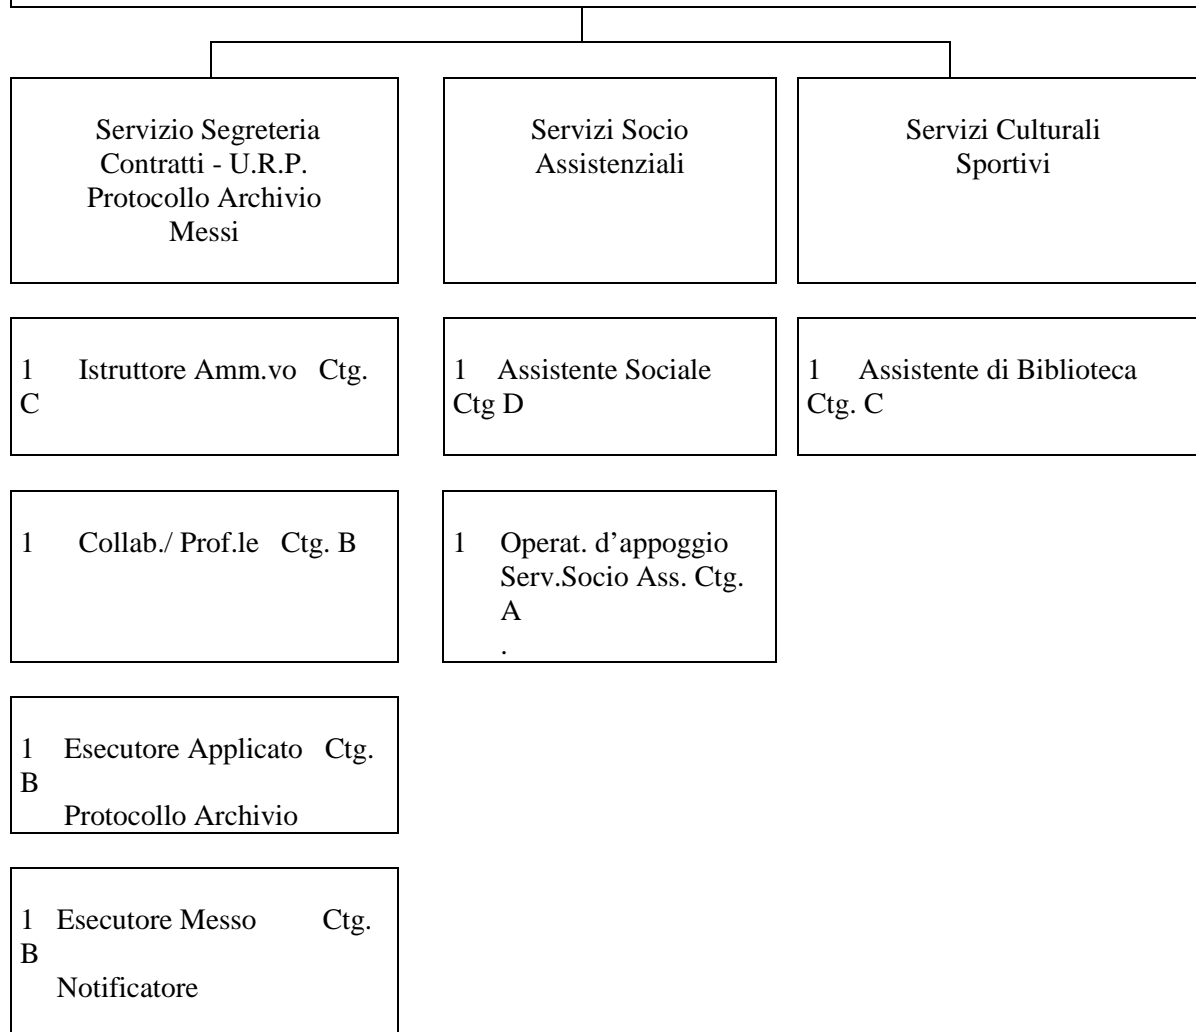 Servizio Segreteria
Contratti - U.R.P.
Protocollo Archivio
Messi
Servizi Socio
Assistenziali
Servizi Culturali
Sportivi
1 Istruttore Amm.vo Ctg.
C
1 Assistente Sociale
Ctg D
1 Assistente di Biblioteca
Ctg. C
1 Collab./ Prof.le Ctg. B
1 Operat. d’appoggio
Serv.Socio Ass. Ctg.
A
.
1 Esecutore Applicato Ctg.
B
Protocollo Archivio
1 Esecutore Messo Ctg.
B
Notificatore